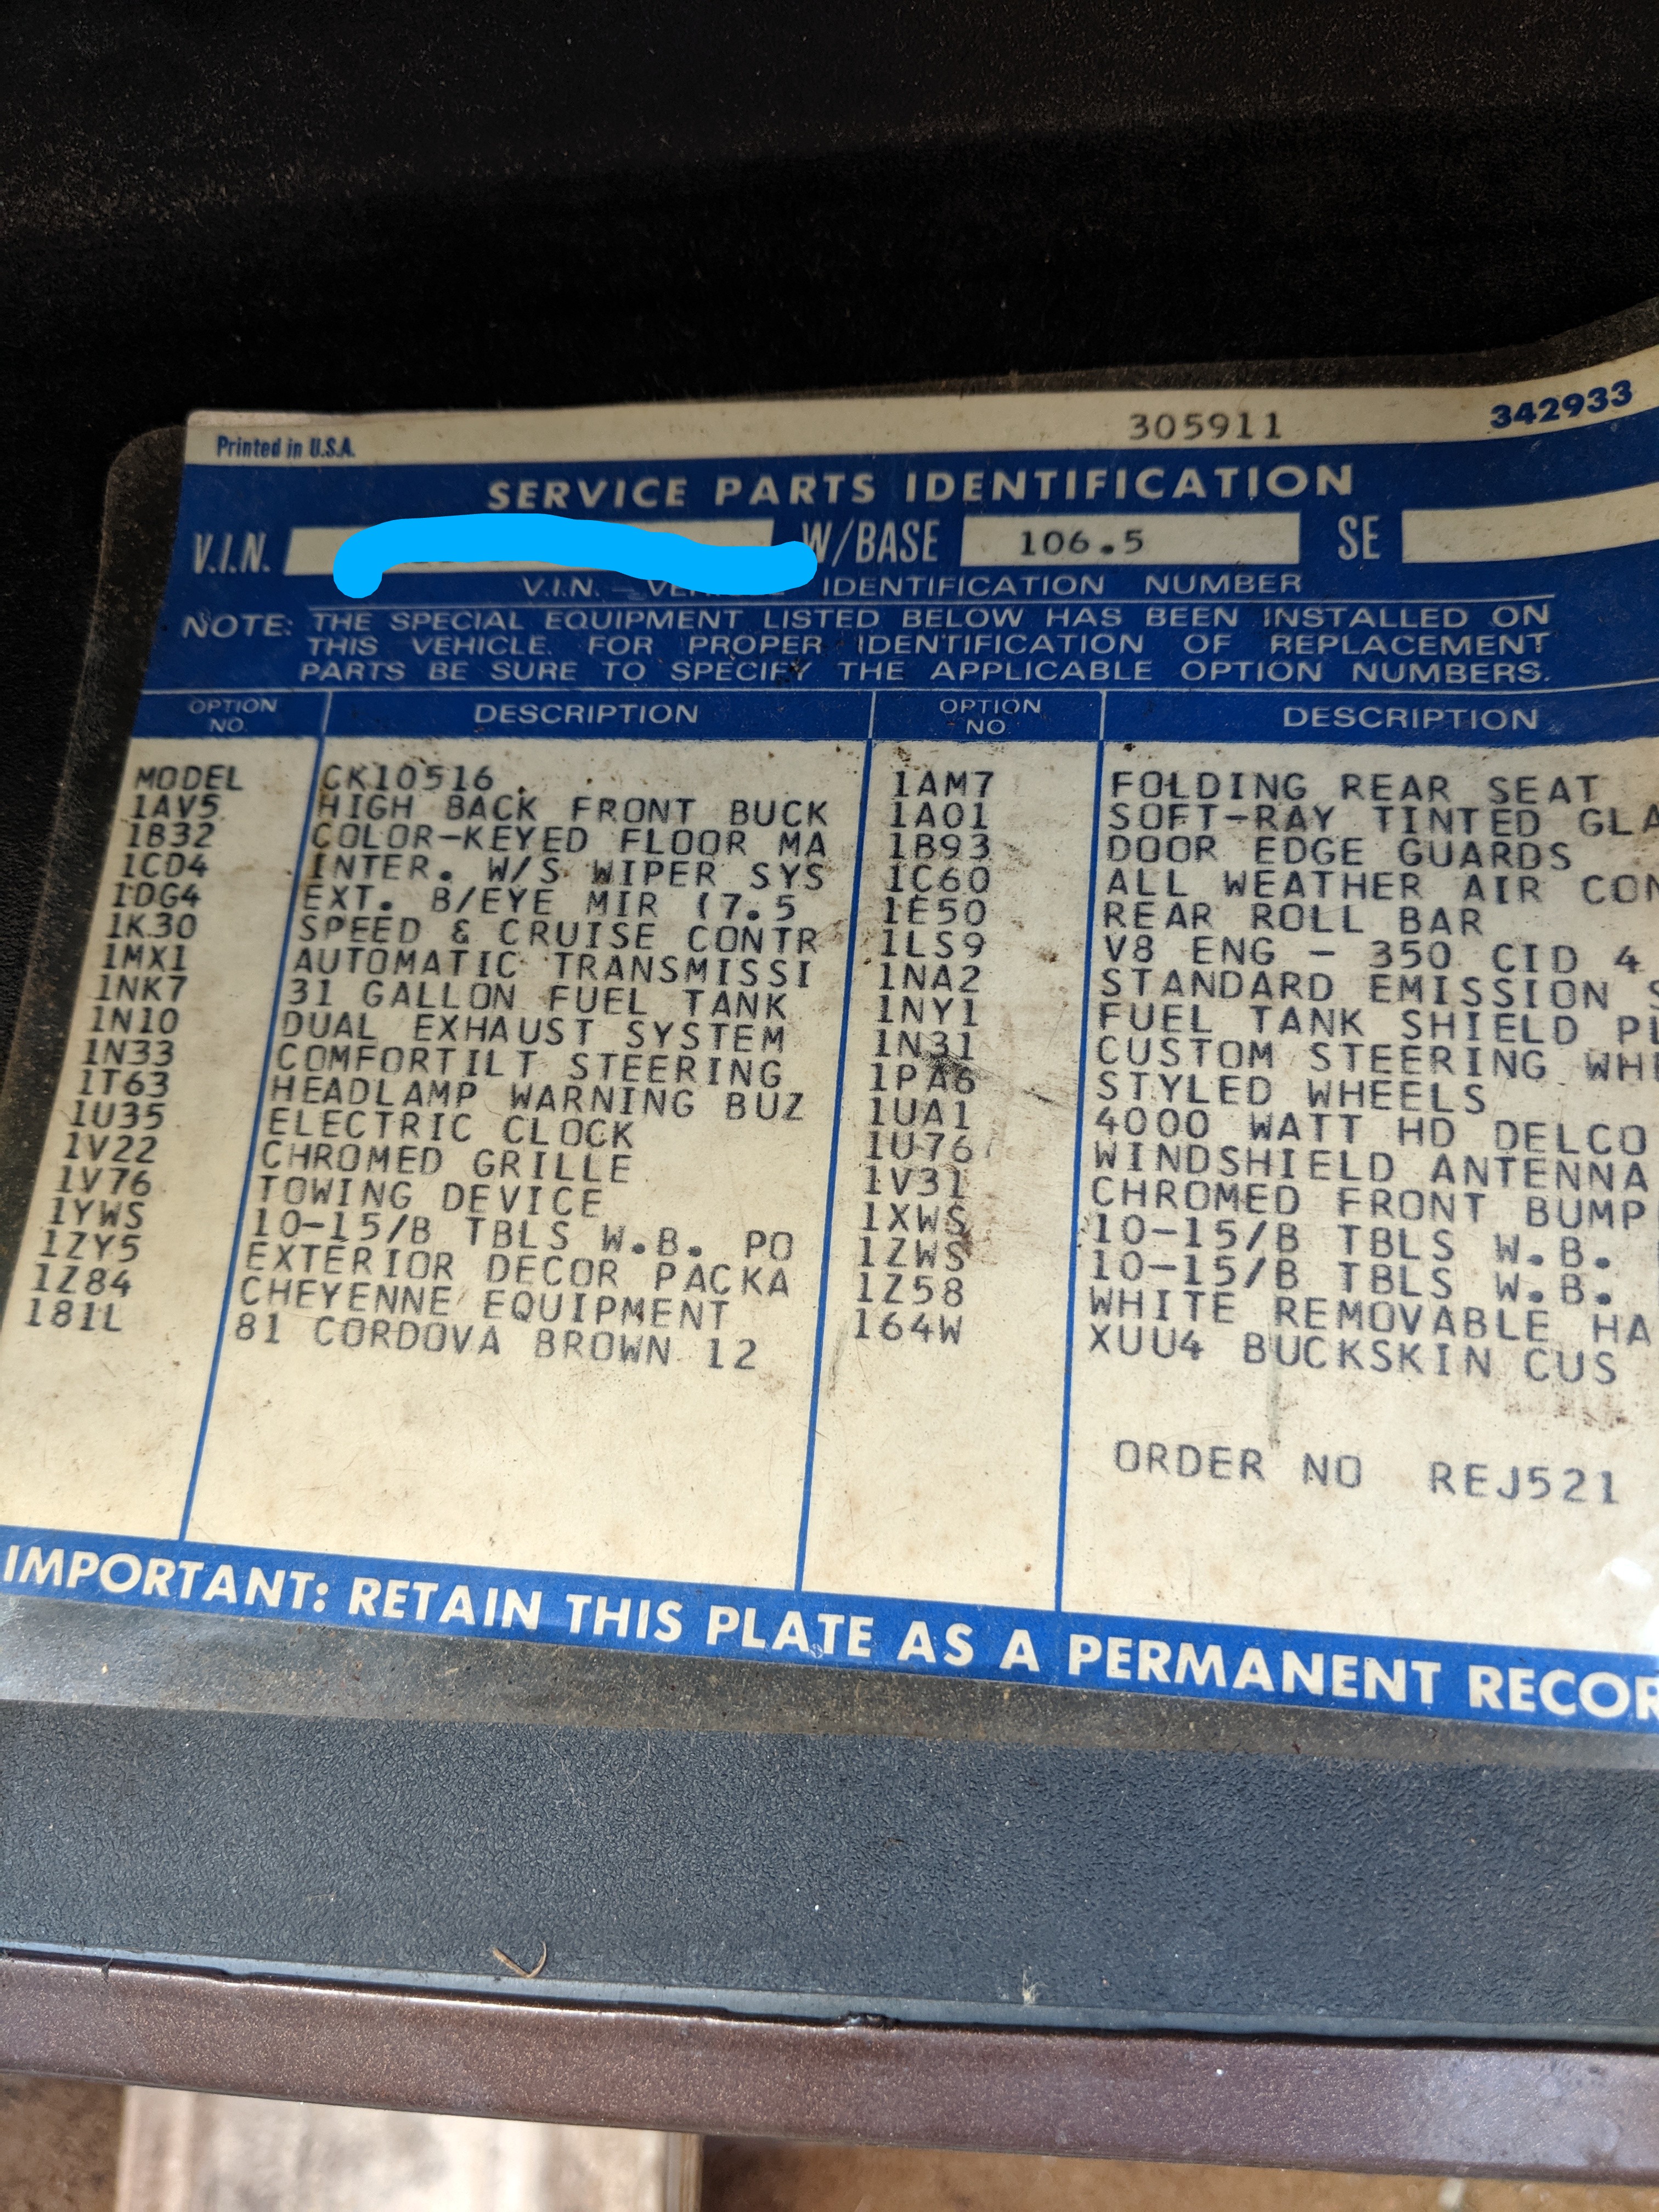 Printed in U.S.A. 305911 342933
SERVICE PARTS IDENTIFICATION
V.I.N. W/BASE 106.5 SE
V.I.N. — IDENTIFICATION NUMBER
NOTE: THE SPECIAL EQUIPMENT LISTED BELOW HAS BEEN INSTALLED ON
THIS VEHICLE. FOR PROPER IDENTIFICATION OF REPLACEMENT
PARTS BE SURE TO SPECIFY THE APPLICABLE OPTION NUMBERS.
OPTION NO. DESCRIPTION OPTION NO. DESCRIPTION
MODEL CK10516 1AM7 FOLDING REAR SEAT
1AV5 HIGH BACK FRONT BUCK 1A01 SOFT-RAY TINTED GLA
1B32 COLOR-KEYED FLOOR MA 1B93 DOOR EDGE GUARDS
1CD4 INTER. W/S WIPER SYS 1C60 ALL WEATHER AIR CON
1DG4 EXT. B/EYE MIR (7.5 1E50 REAR ROLL BAR
1K30 SPEED & CRUISE CONTR 1LS9 V8 ENG - 350 CID 4
1MX1 AUTOMATIC TRANSMISSI 1NA2 STANDARD EMISSION S
1NK7 31 GALLON FUEL TANK 1NY1 FUEL TANK SHIELD PL
1N10 DUAL EXHAUST SYSTEM 1N31 CUSTOM STEERING WHE
1N33 COMFORTILT STEERING 1PA6 STYLED WHEELS
1T63 HEADLAMP WARNING BUZ 1UA1 4000 WATT HD DELCO
1U35 ELECTRIC CLOCK 1U76 WINDSHIELD ANTENNA
1V22 CHROMED GRILLE 1V31 CHROMED FRONT BUMP
1V76 TOWING DEVICE 1XWS 10-15/B TBLS W.B.
1YWS 10-15/B TBLS W.B. PO 1ZWS 10-15/B TBLS W.B.
1ZY5 EXTERIOR DECOR PACKA 1Z58 WHITE REMOVABLE HA
1Z84 CHEYENNE EQUIPMENT 164W XUU4 BUCKSKIN CUS
181L 81 CORDOVA BROWN 12
ORDER NO REJ521
IMPORTANT: RETAIN THIS PLATE AS A PERMANENT RECOR